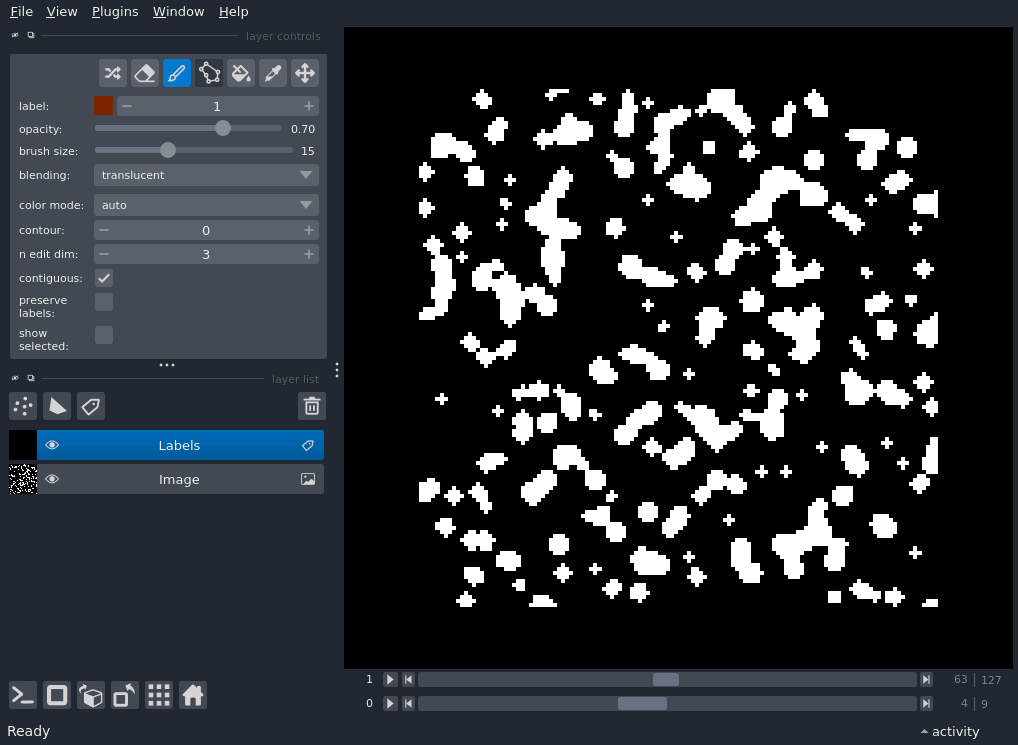 File View Plugins Window Help
layer controls
label: 1
opacity: 0.70
brush size: 15
blending: translucent
color mode: auto
contour: 0
n edit dim: 3
contiguous:
preserve
labels:
show
selected:
layer list
Labels
Image
1 63 127
0 4 9
Ready activity